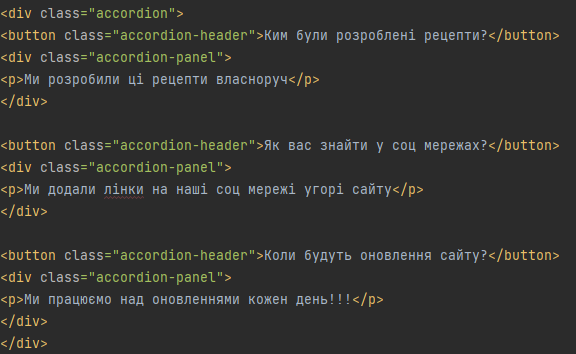 <div class="accordion">
<button class="accordion-header">Ким були розроблені рецепти?</button>
<div class="accordion-panel">
<p>Ми розробили ці рецепти власноруч</p>
</div>
<button class="accordion-header">Як вас знайти у соц мережах?</button>
<div class="accordion-panel">
<p>Ми додали лінки на наші соц мережі угорі сайту</p>
</div>
<button class="accordion-header">Коли будуть оновлення сайту?</button>
<div class="accordion-panel">
<p>Ми працюємо над оновленнями кожен день!!!</p>
</div>
</div>